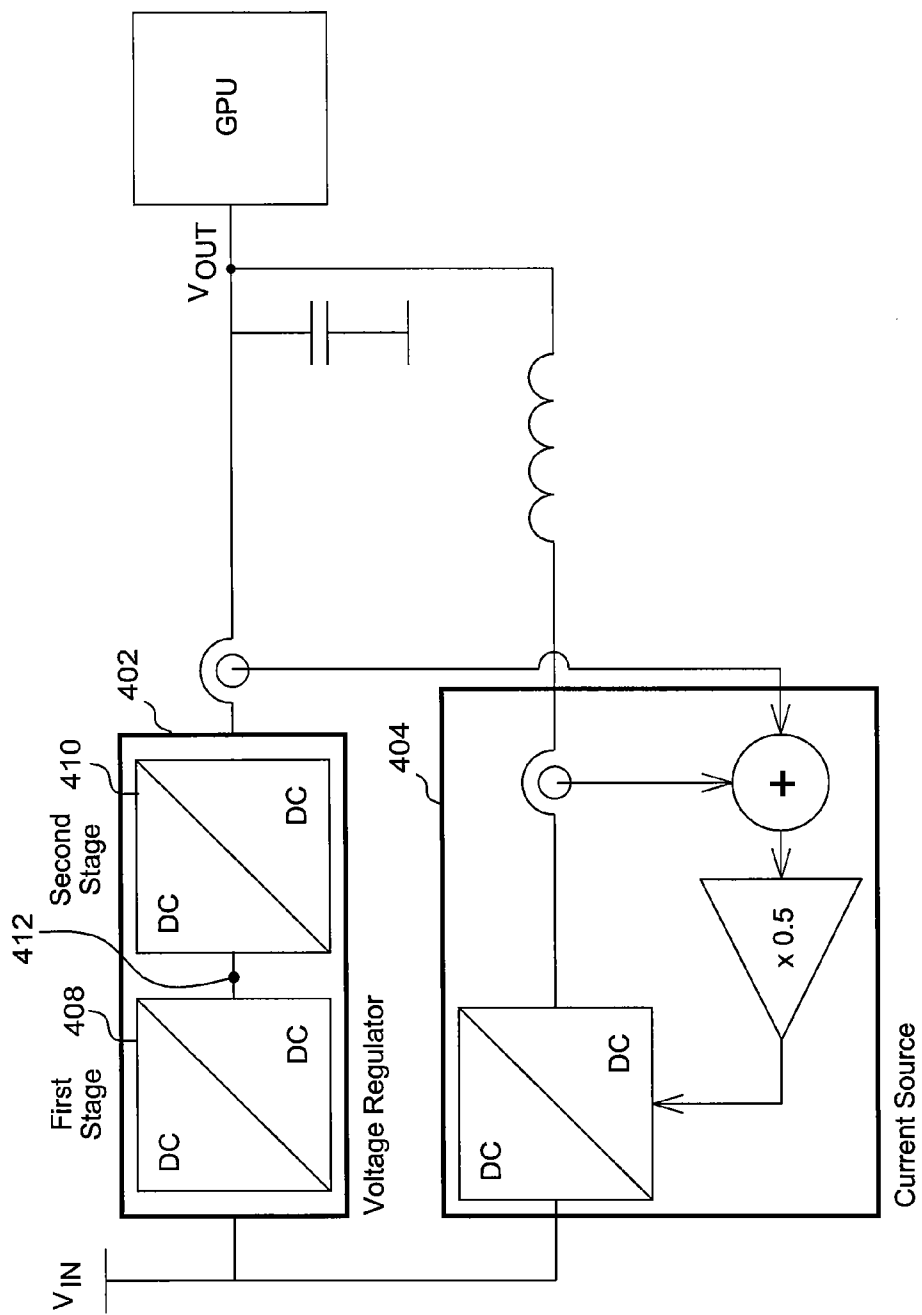 GPU
VOUT
402
410
Second
Stage
412
408
First
Stage
DC
DC
DC
DC
Voltage Regulator
VIN
404
DC
DC
+
x 0.5
Current Source